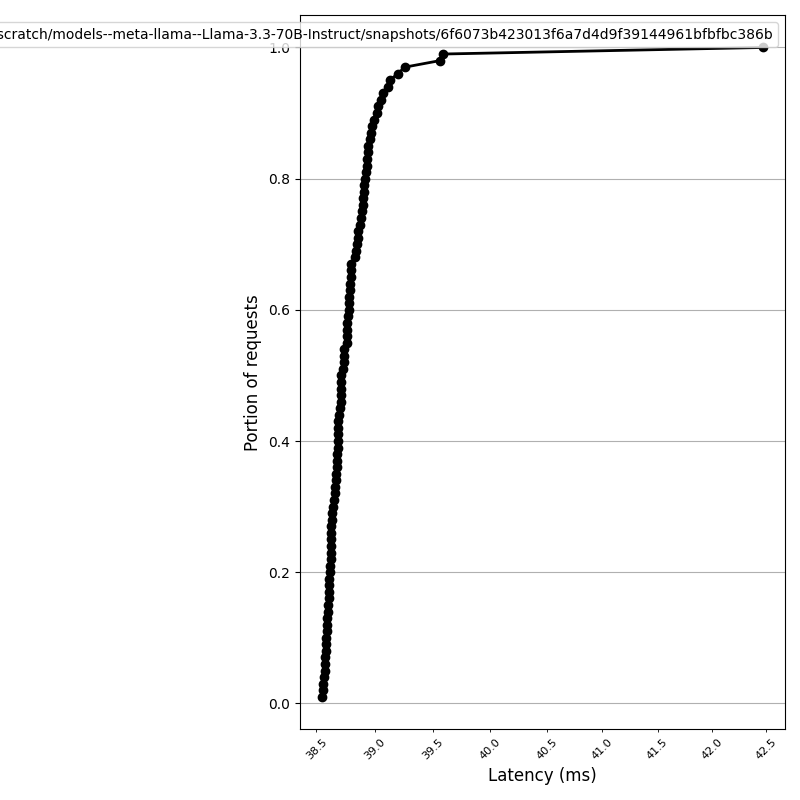 scratch/models--meta-llama--Llama-3.3-70B-Instruct/snapshots/6f6073b423013f6a7d4d9f39144961bfbfbc386b
1.0
0.8
0.6
0.4
0.2
0.0
Portion of requests
38.5 39.0 39.5 40.0 40.5 41.0 41.5 42.0 42.5
Latency (ms)